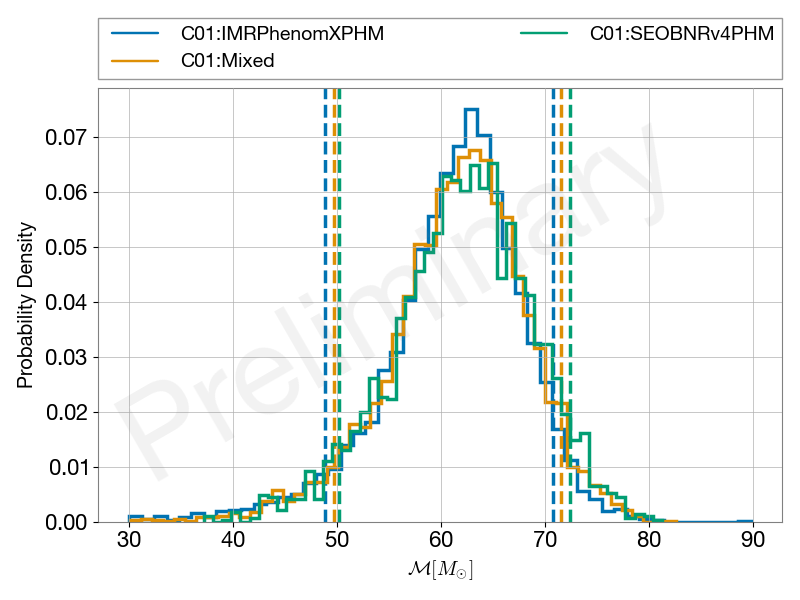 C01:IMRPhenomXPHM
C01:Mixed
C01:SEOBNRv4PHM
Preliminary
Probability Density
0.07
0.06
0.05
0.04
0.03
0.02
0.01
0.00
30 40 50 60 70 80 90
ℳ[M⊙]